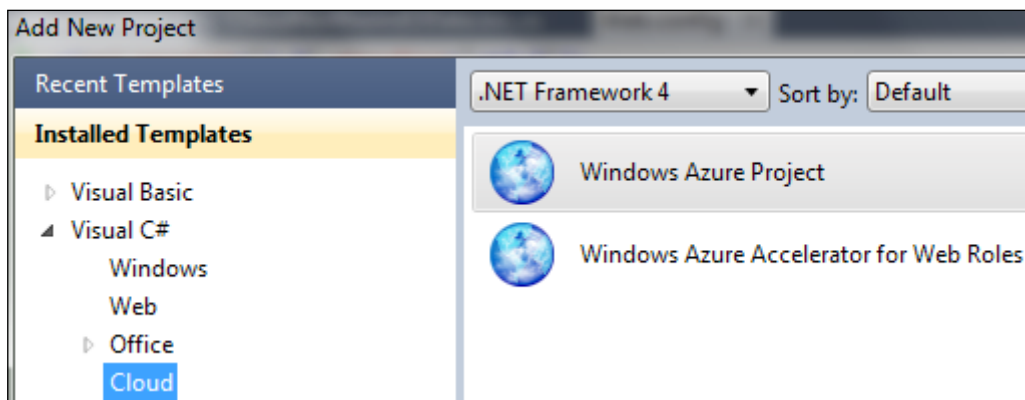 Add New Project
Recent Templates
Installed Templates
Visual Basic
Visual C#
Windows
Web
Office
Cloud
.NET Framework 4 Sort by: Default
Windows Azure Project
Windows Azure Accelerator for Web Roles